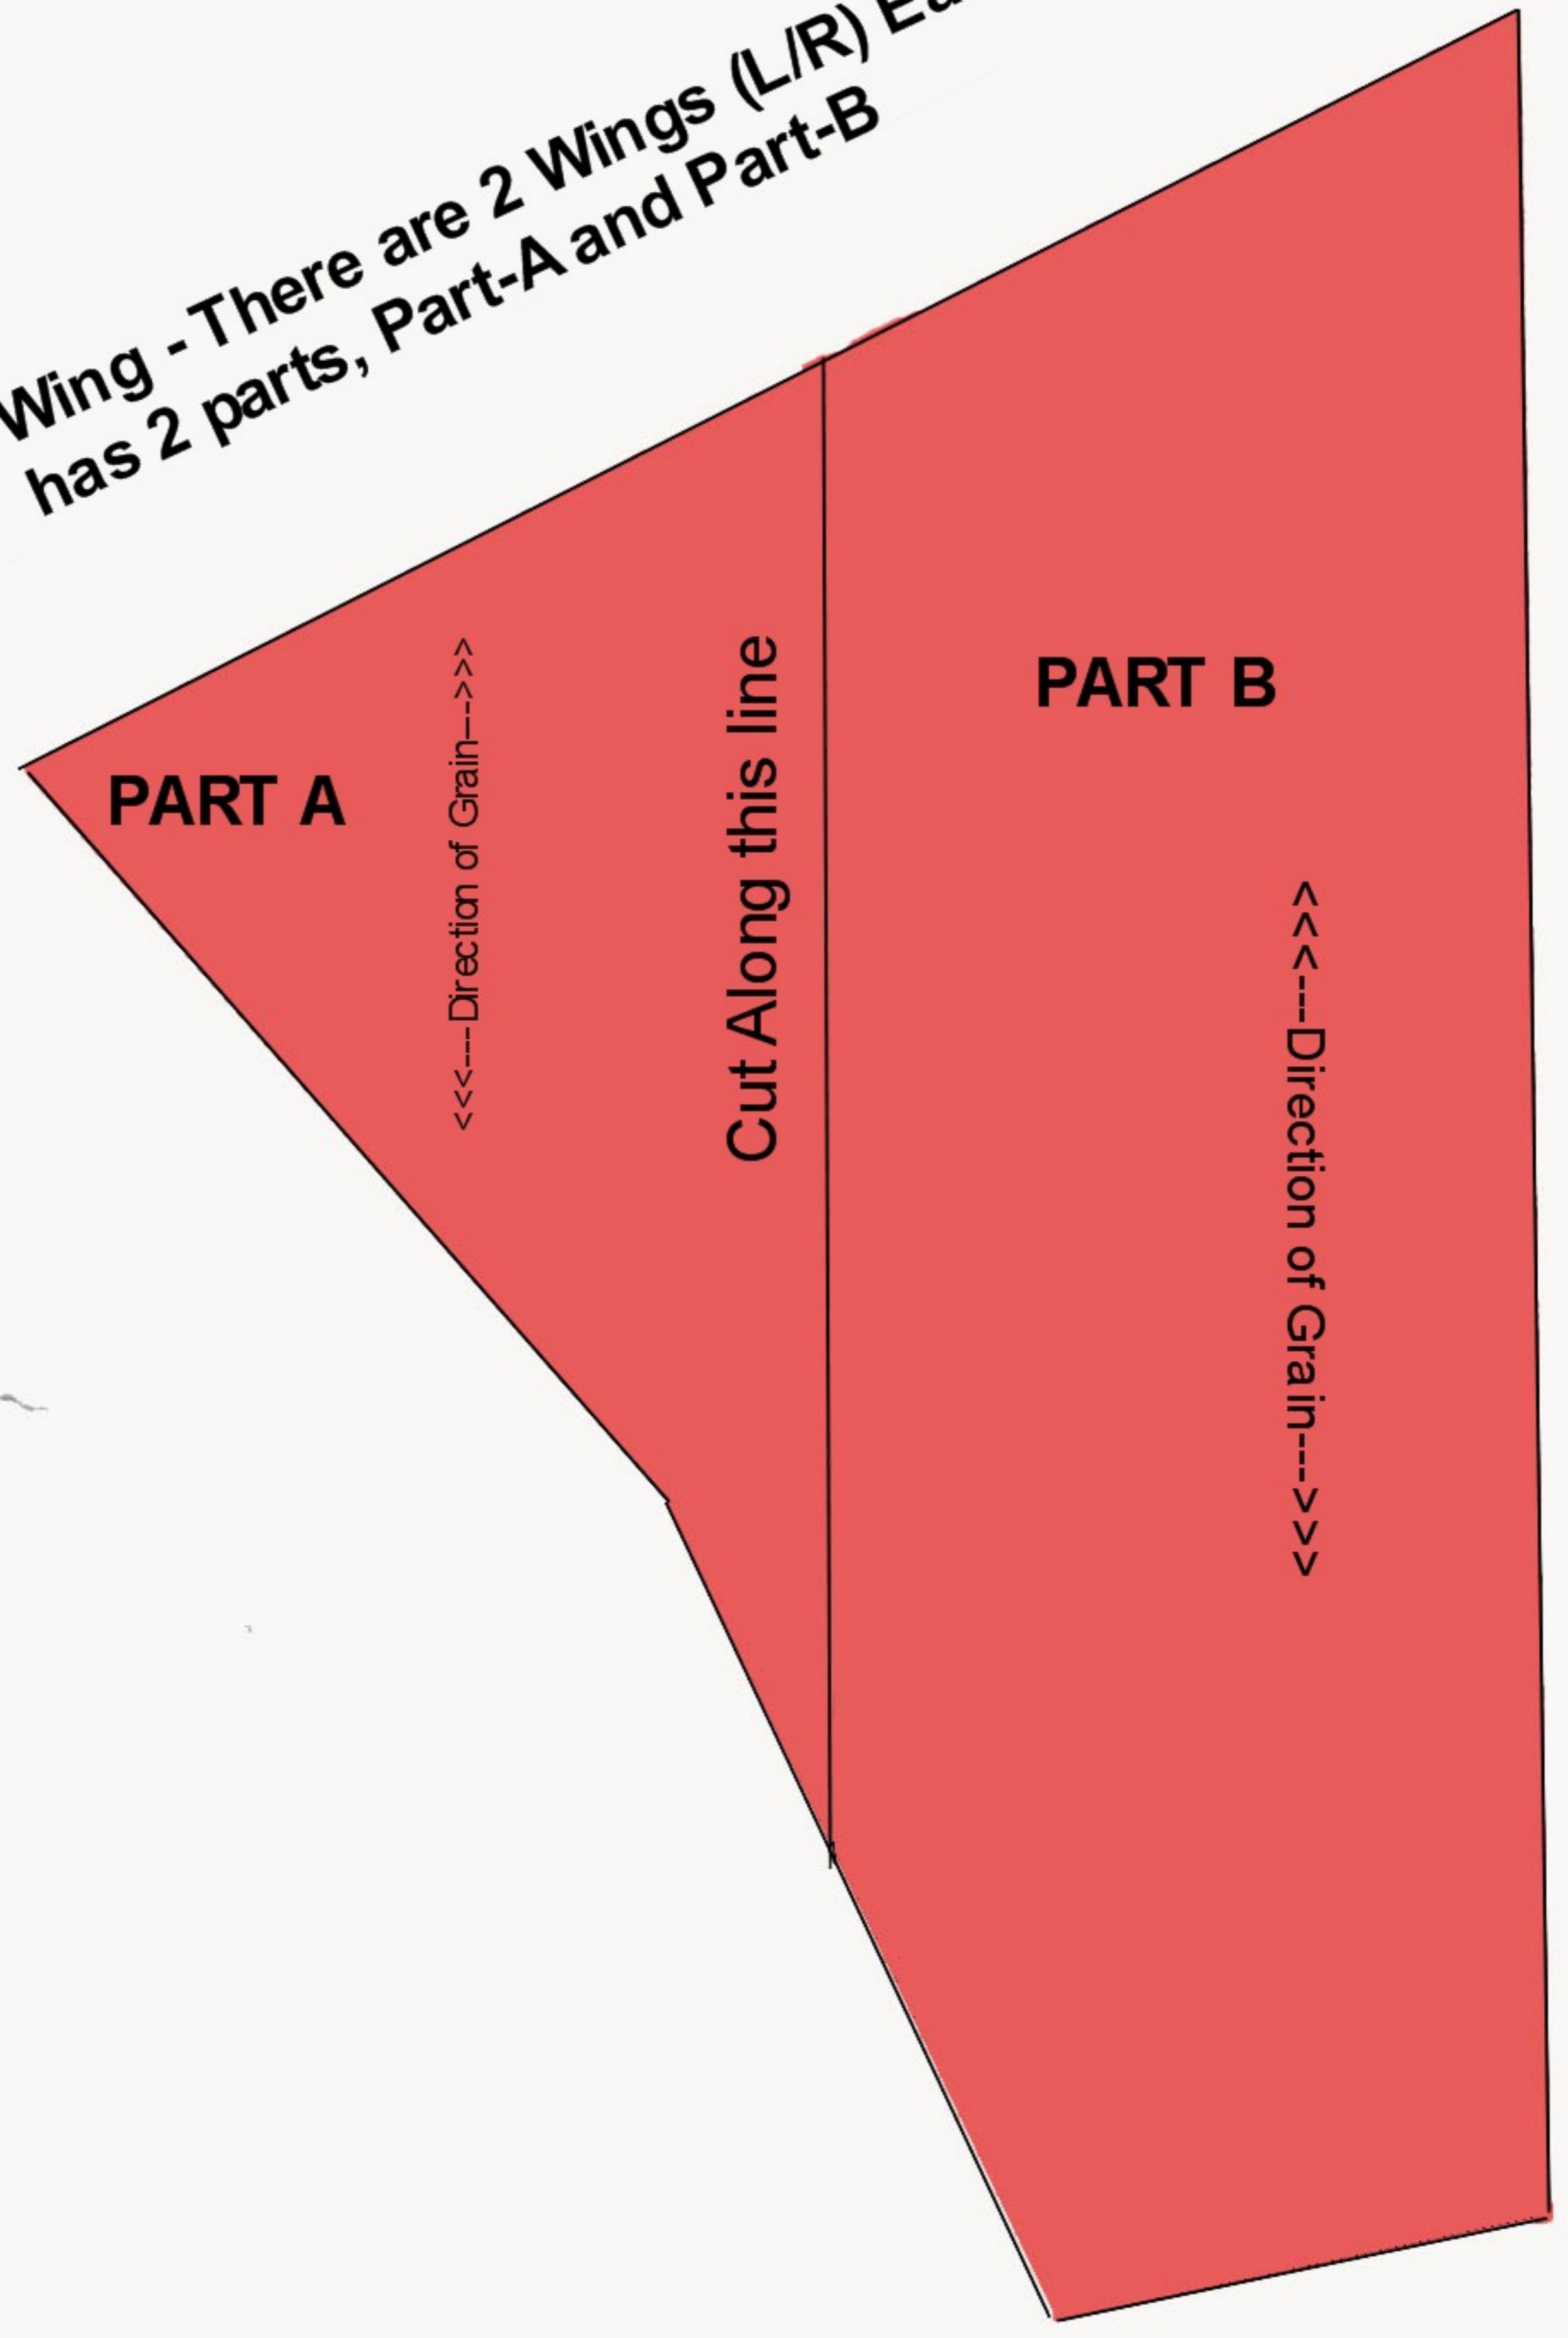 Wing - There are 2 Wings (L/R)
has 2 parts, Part-A and Part-B
PART A
<<<----Direction of Grain---->>>
Cut Along this line
PART B
<<<---Direction of Grain--->>>